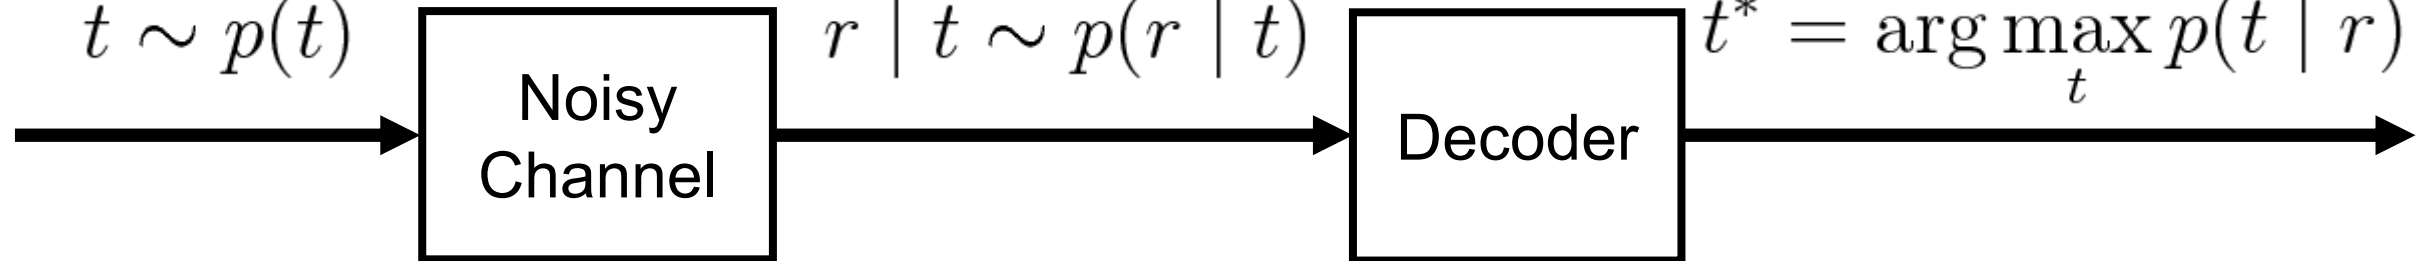 t ∼ p(t)
Noisy
Channel
r | t ∼ p(r | t)
Decoder
t* = arg max p(t | r)
t